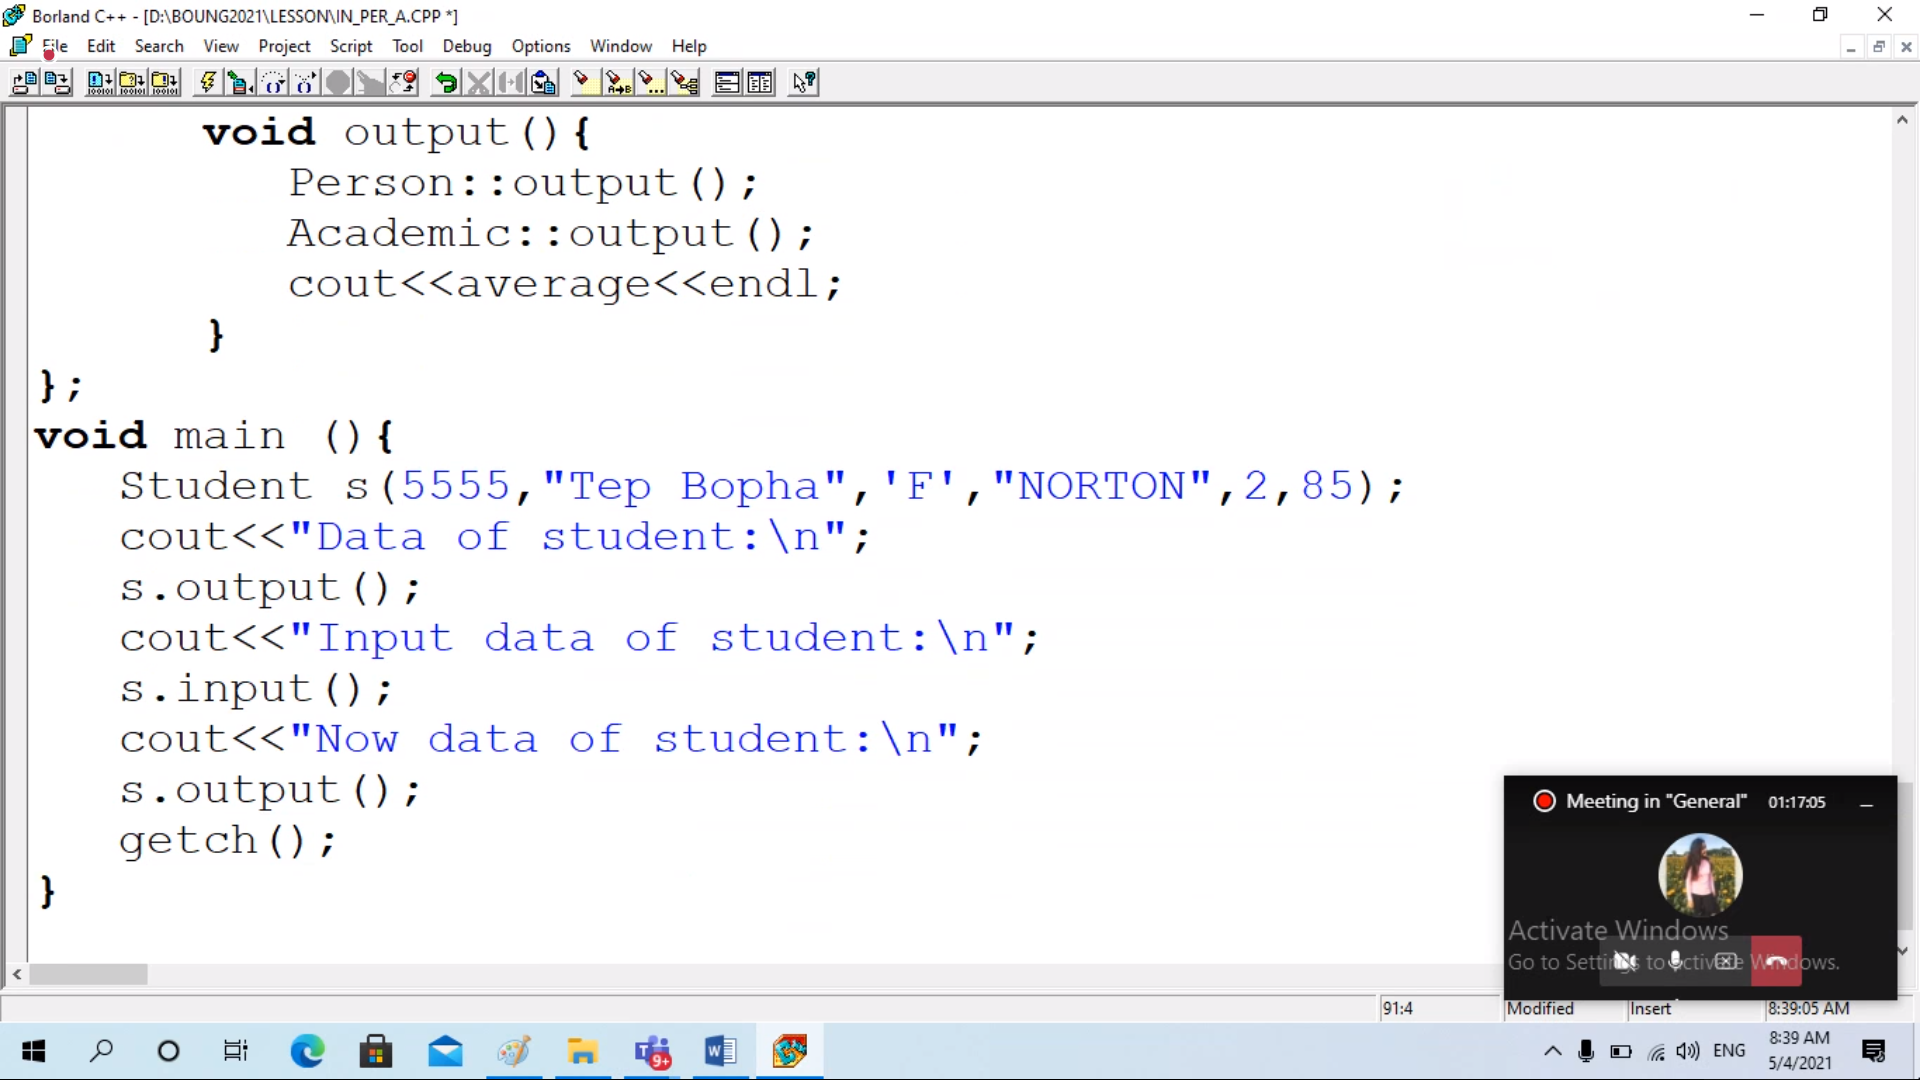 Borland C++ - [D:\BOUNG2021\LESSON\IN_PER_A.CPP *]
File Edit Search View Project Script Tool Debug Options Window Help
void output(){
Person::output();
Academic::output();
cout<<average<<endl;
}
};
void main (){
Student s(5555,"Tep Bopha",'F',"NORTON",2,85);
cout<<"Data of student:\n";
s.output();
cout<<"Input data of student:\n";
s.input();
cout<<"Now data of student:\n";
s.output();
getch();
}
Meeting in "General" 01:17:05
Activate Windows
Go to Settings to activate Windows.
91:4 Modified Insert 8:39:05 AM
9+
ENG
8:39 AM
5/4/2021